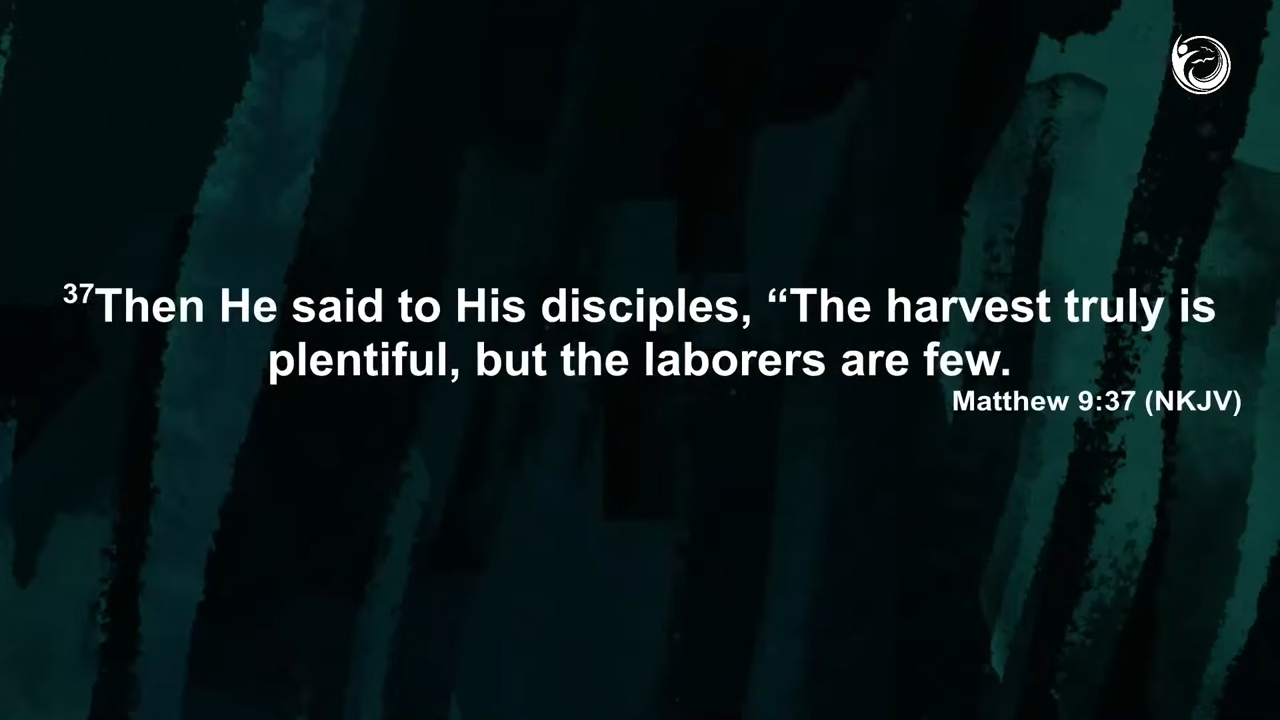 37Then He said to His disciples, “The harvest truly is
plentiful, but the laborers are few.
Matthew 9:37 (NKJV)